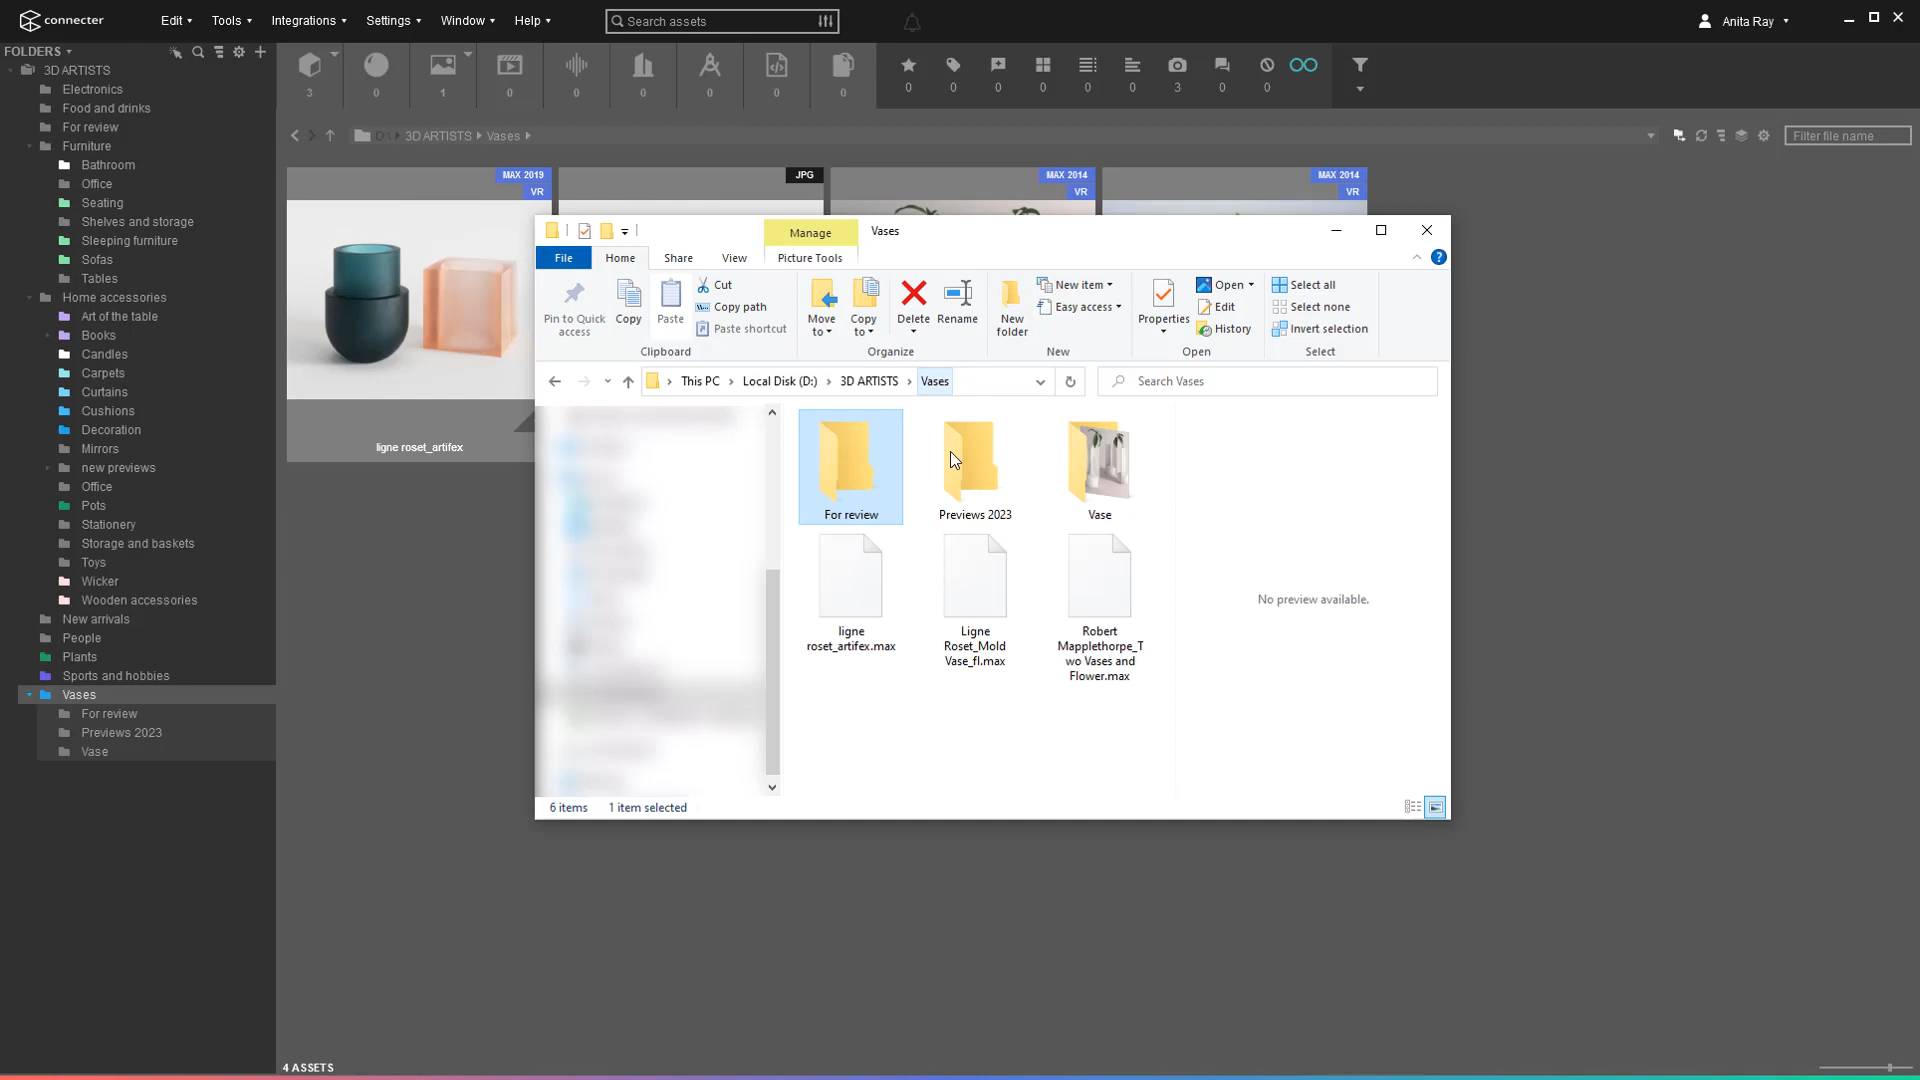 connecter
Edit
Tools
Integrations
Settings
Window
Help
Search assets
Anita Ray
FOLDERS
3D ARTISTS
Electronics
Food and drinks
For review
Furniture
Bathroom
Office
Seating
Shelves and storage
Sleeping furniture
Sofas
Tables
Home accessories
Art of the table
Books
Candles
Carpets
Curtains
Cushions
Decoration
Mirrors
new previews
Office
Pots
Stationery
Storage and baskets
Toys
Wicker
Wooden accessories
New arrivals
People
Plants
Sports and hobbies
Vases
For review
Previews 2023
Vase
3 0 1 0 0 0 0 0 0
0 0 0 0 0 0 3 0 0
D:\ 3D ARTISTS Vases
Filter file name
MAX 2019
VR
JPG
MAX 2014
VR
MAX 2014
VR
ligne roset_artifex
Manage
Vases
File
Home
Share
View
Picture Tools
Pin to Quick access
Copy
Paste
Cut
Copy path
Paste shortcut
Clipboard
Move to
Copy to
Delete
Rename
Organize
New folder
New item
Easy access
New
Properties
Open
Edit
History
Open
Select all
Select none
Invert selection
Select
This PC
Local Disk (D:)
3D ARTISTS
Vases
Search Vases
For review
Previews 2023
Vase
ligne
roset_artifex.max
Ligne
Roset_Mold
Vase_fl.max
Robert
Mapplethorpe_T
wo Vases and
Flower.max
No preview available.
6 items
1 item selected
4 ASSETS